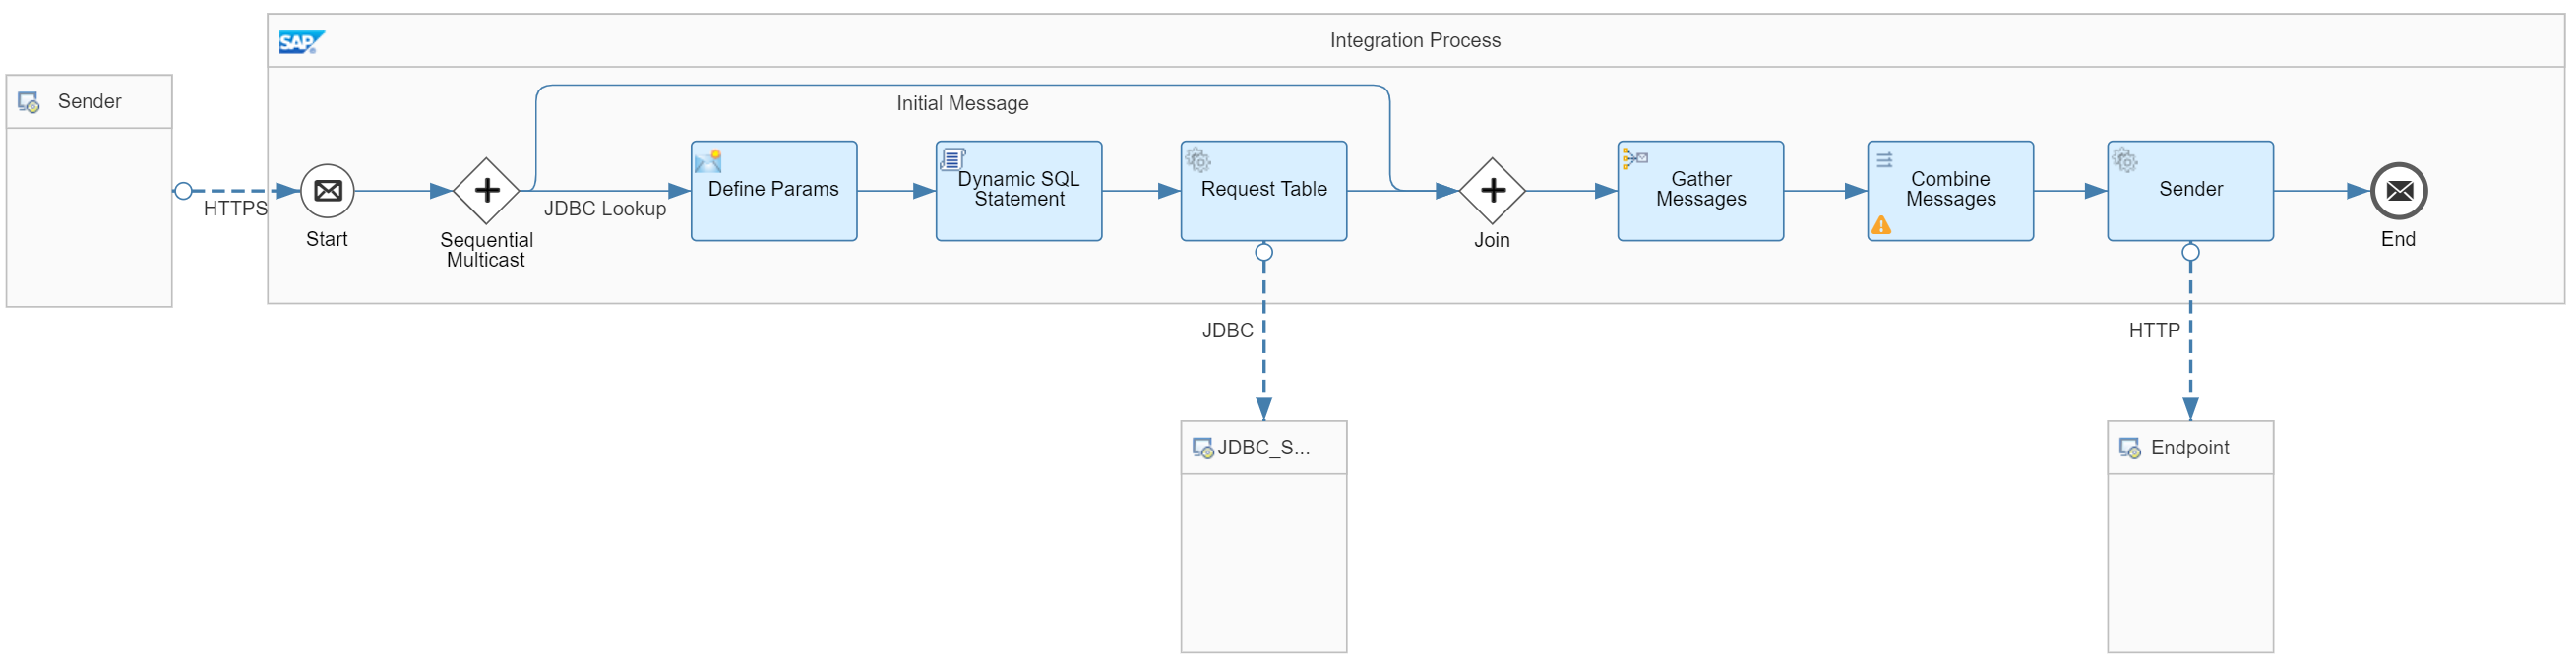 SAP
Integration Process
Sender
Initial Message
HTTPS
Start
Sequential
Multicast
JDBC Lookup
Define Params
Dynamic SQL
Statement
Request Table
Join
Gather
Messages
Combine
Messages
Sender
End
JDBC
HTTP
JDBC_S...
Endpoint